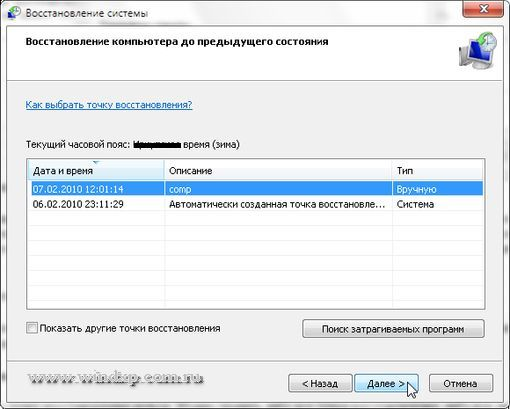 Восстановление системы
Восстановление компьютера до предыдущего состояния
Как выбрать точку восстановления?
Текущий часовой пояс: время (зима)
Дата и время Описание Тип
07.02.2010 12:01:14 comp Вручную
06.02.2010 23:11:29 Автоматически созданная точка восстановле... Система
Показать другие точки восстановления
Поиск затрагиваемых программ
www.windxp.com.ru
< Назад Далее > Отмена